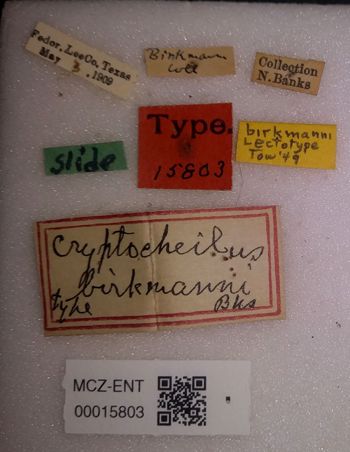 Fedor, Lee Co, Texas
May 3, 1909
Birkmann
Coll
Collection
N. Banks
slide
Type.
15803
birkmanni
Lectotype
Tow '49
Cryptocheilus
birkmanni
type Bks
MCZ-ENT
00015803